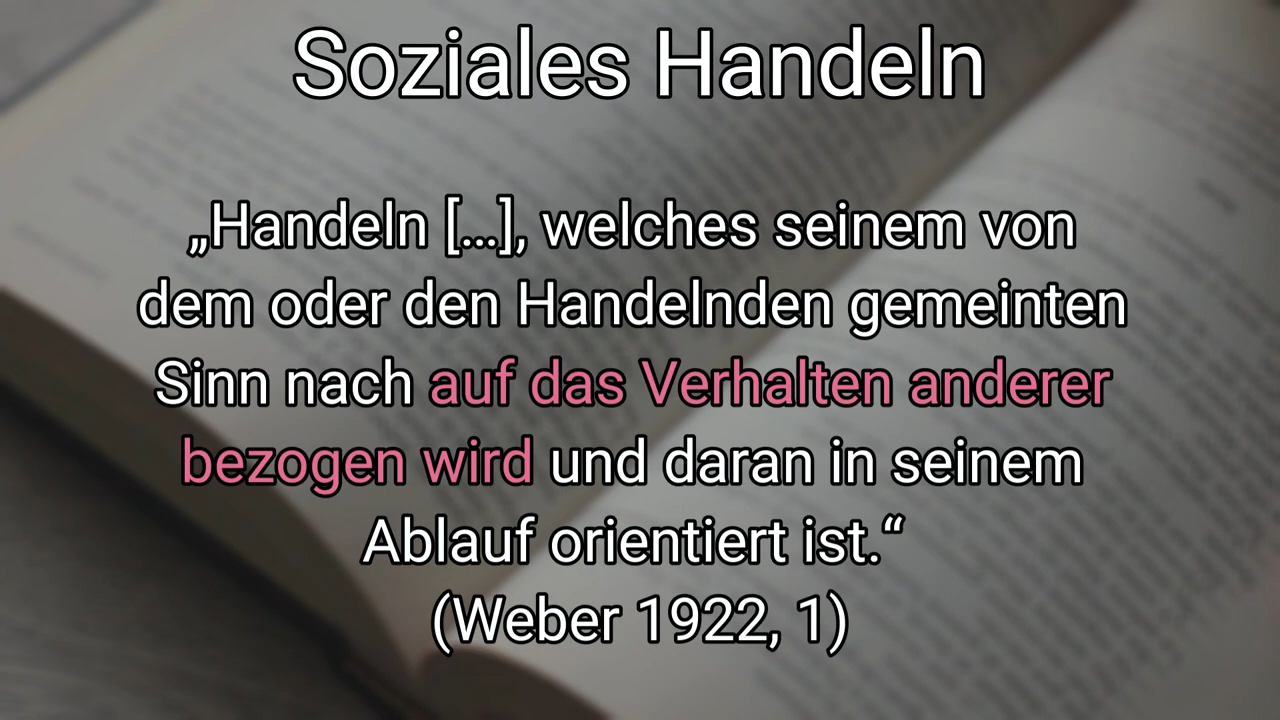 Soziales Handeln
„Handeln [...], welches seinem von
dem oder den Handelnden gemeinten
Sinn nach auf das Verhalten anderer
bezogen wird und daran in seinem
Ablauf orientiert ist.“
(Weber 1922, 1)